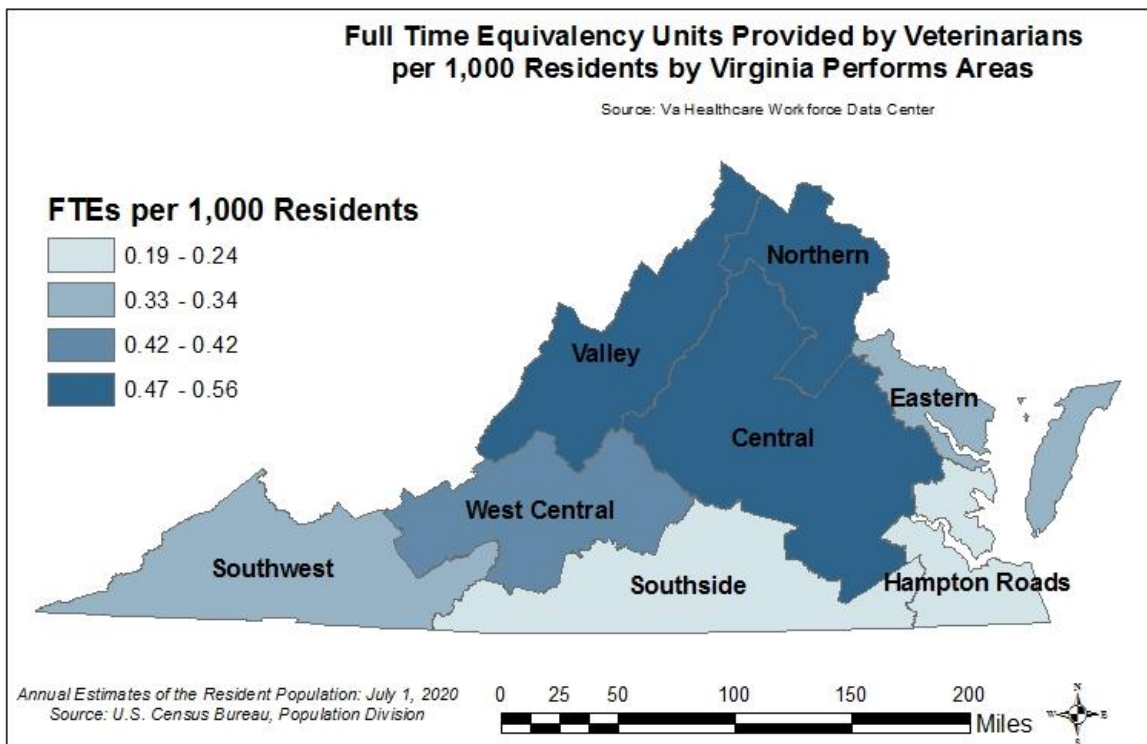 Full Time Equivalency Units Provided by Veterinarians
per 1,000 Residents by Virginia Performs Areas
Source: Va Healthcare Workforce Data Center
FTEs per 1,000 Residents
0.19 - 0.24
0.33 - 0.34
0.42 - 0.42
0.47 - 0.56
Northern
Valley
Eastern
Central
West Central
Southwest
Southside
Hampton Roads
Annual Estimates of the Resident Population: July 1, 2020
Source: U.S. Census Bureau, Population Division
0 25 50 100 150 200
Miles
N
W E
S